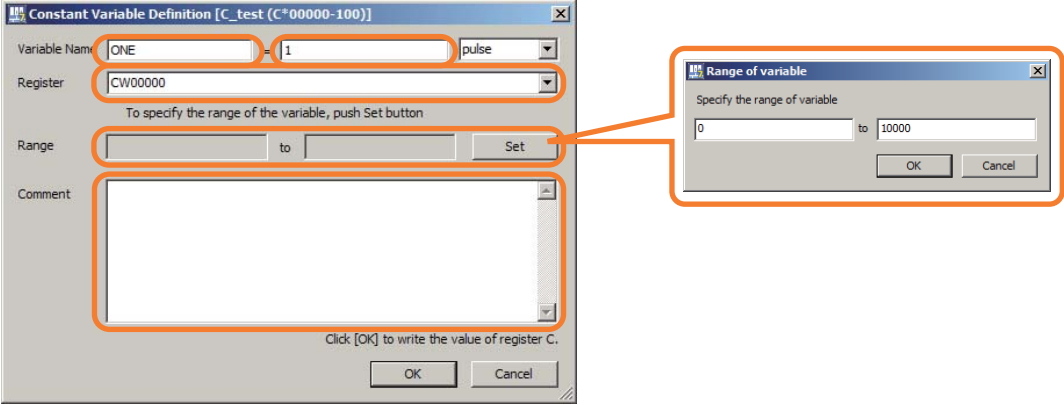 Constant Variable Definition [C_test (C*00000-100)]
Variable Name ONE = 1 pulse
Register CW00000
To specify the range of the variable, push Set button
Range to Set
Comment
Click [OK] to write the value of register C.
OK Cancel
Range of variable
Specify the range of variable
0 to 10000
OK Cancel